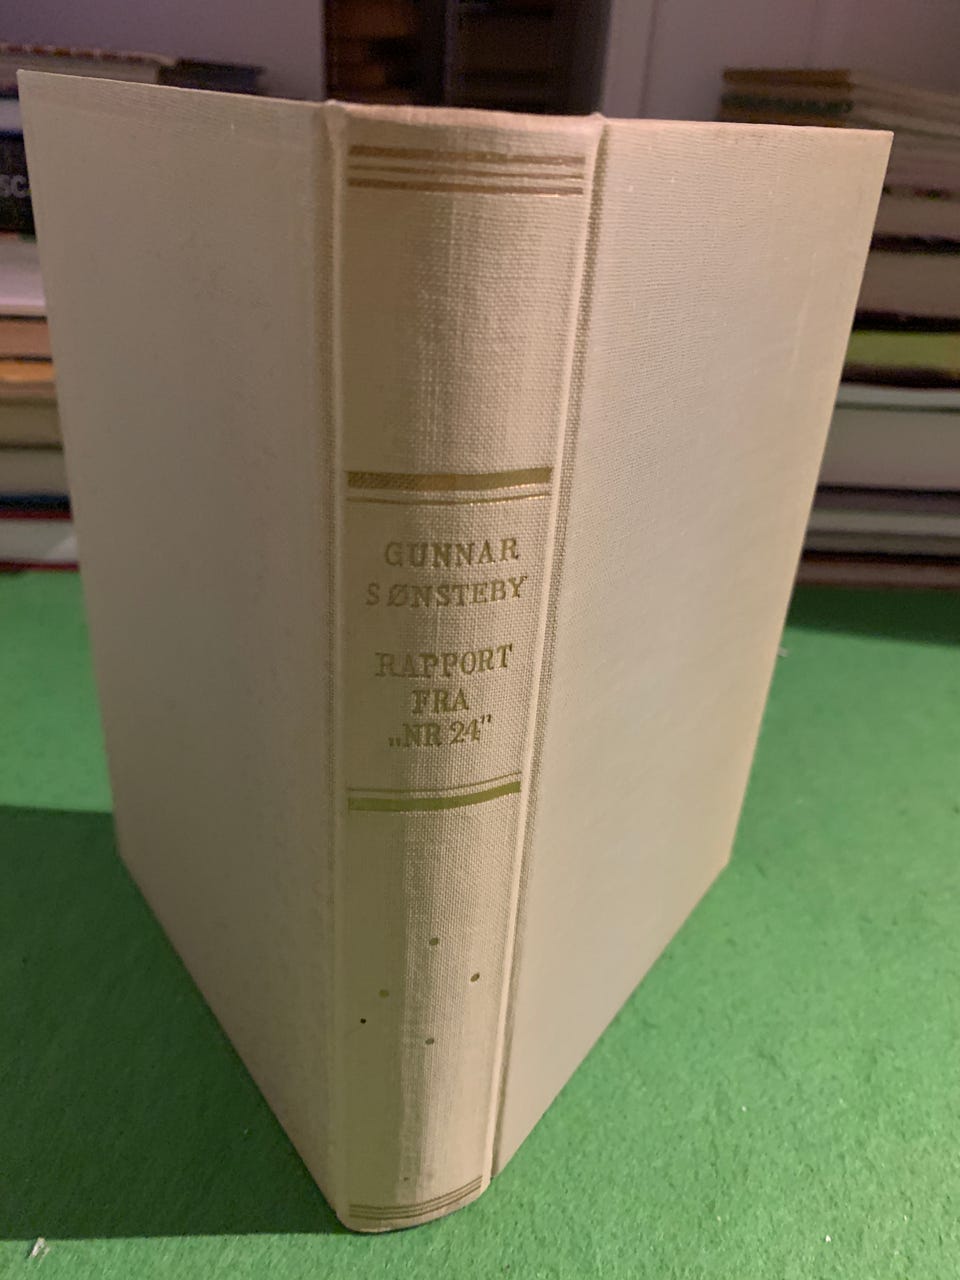 GUNNAR
SØNSTEBY
RAPPORT
FRA
„NR 24"